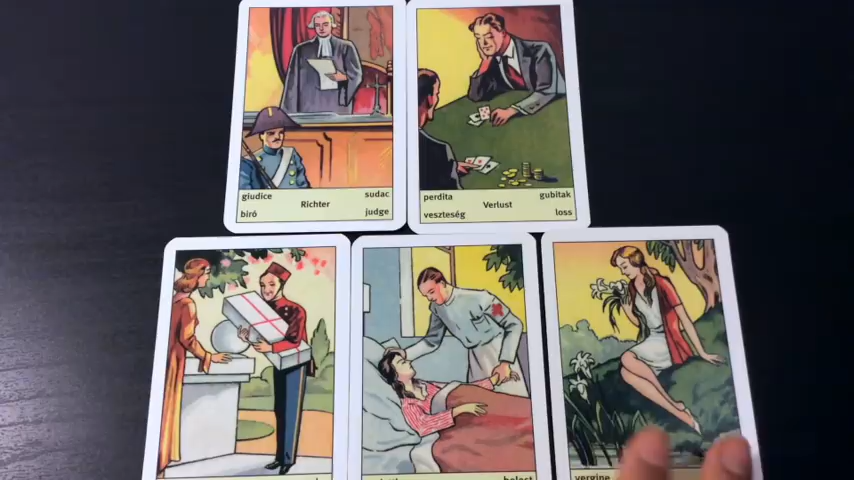 giudice sudac
Richter
biró judge
perdita gubitak
Verlust
veszteség loss
vergine